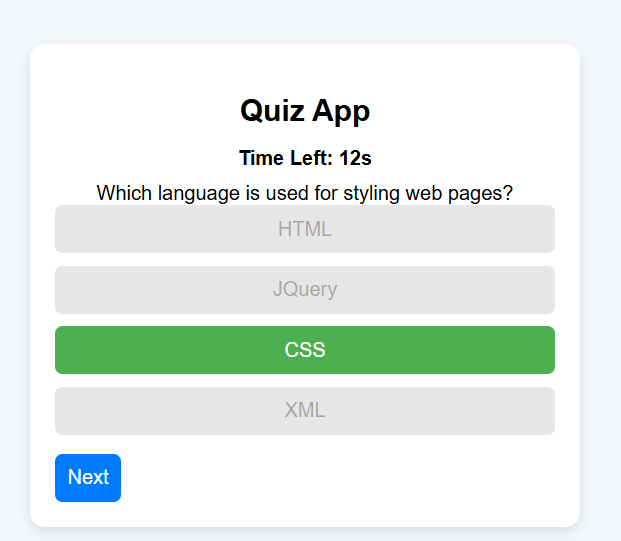 Quiz App
Time Left: 12s
Which language is used for styling web pages?
HTML
JQuery
CSS
XML
Next